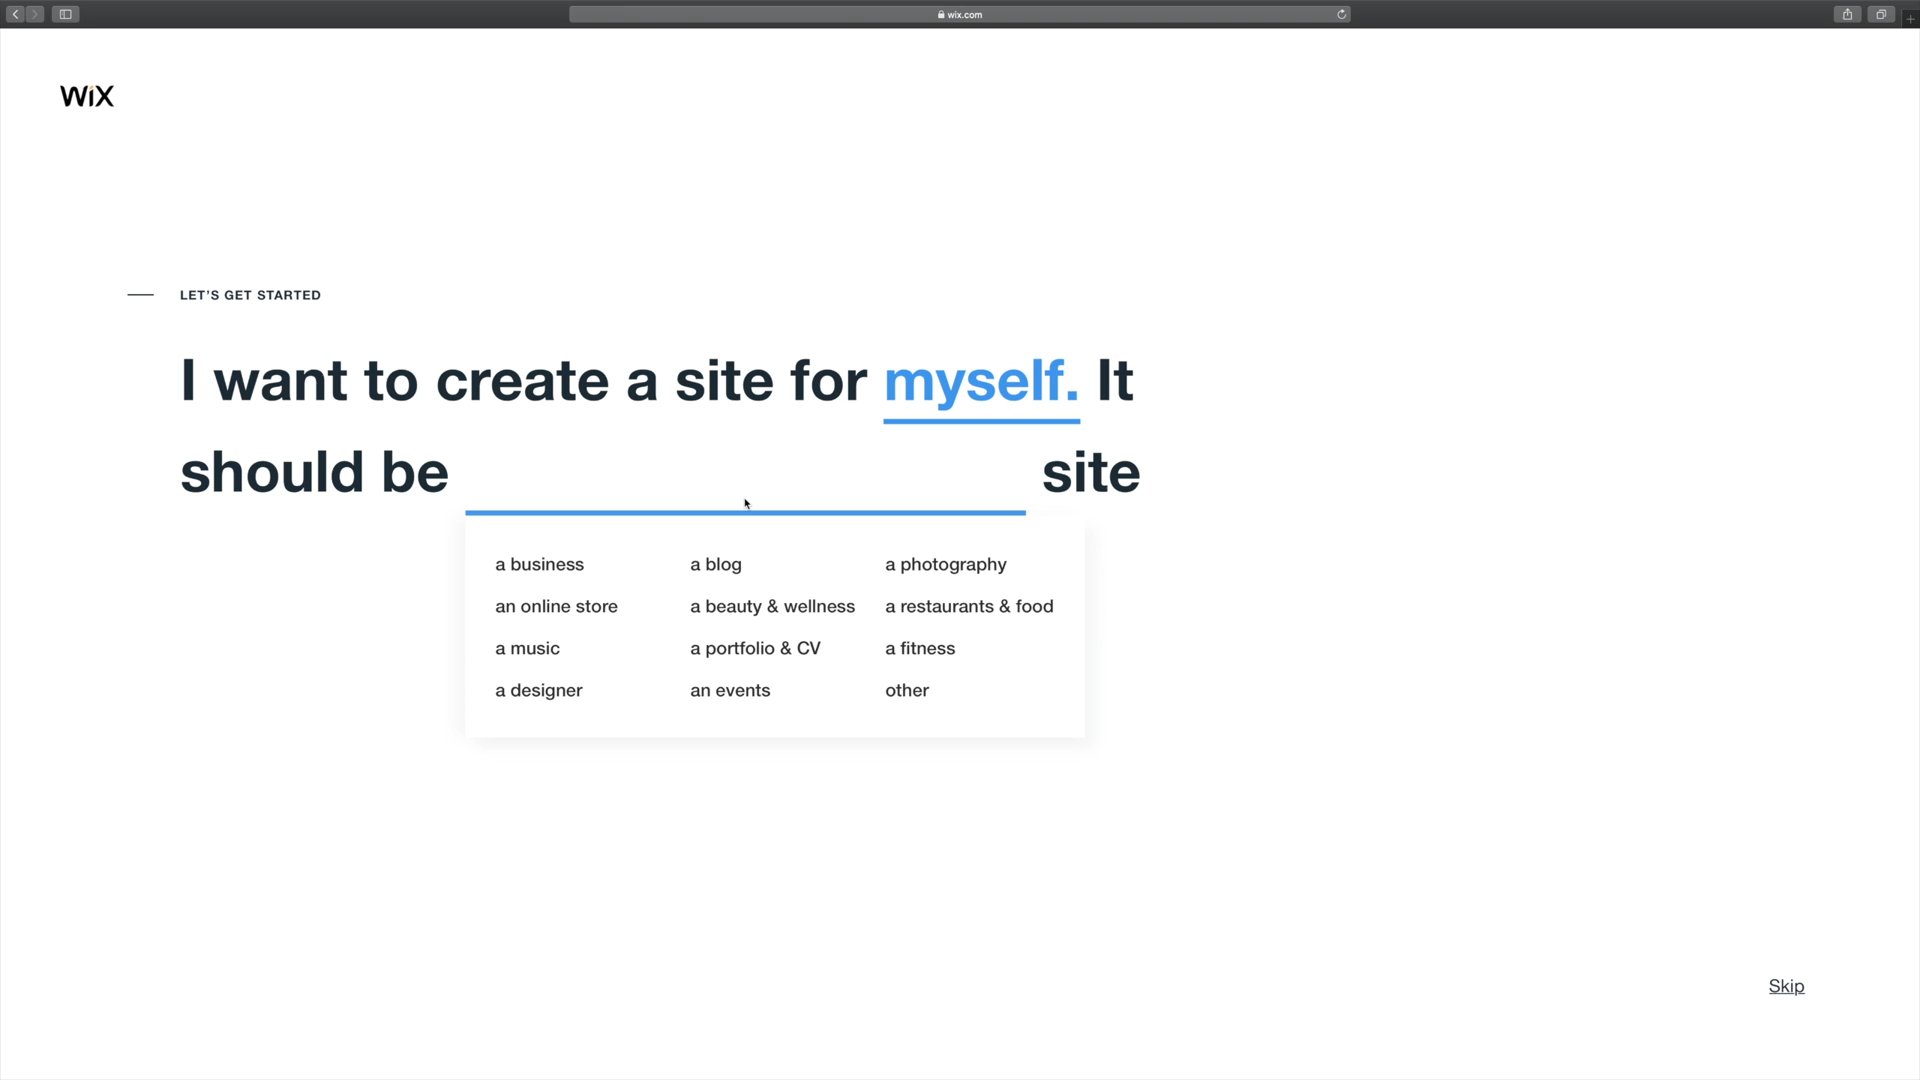 wix.com
WiX
LET'S GET STARTED
I want to create a site for myself. It
should be site
a business a blog a photography
an online store a beauty & wellness a restaurants & food
a music a portfolio & CV a fitness
a designer an events other
Skip